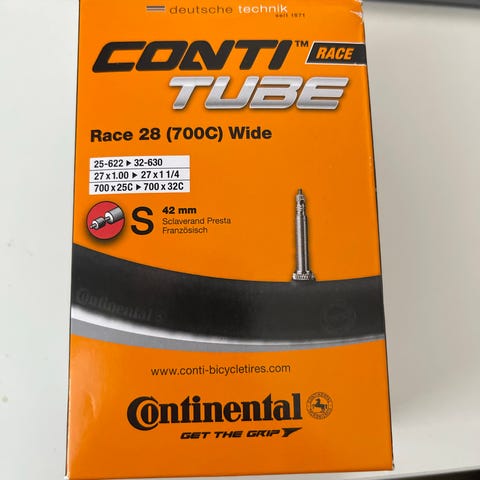 deutsche technik
seit 1871
CONTI™ RACE
TUBE
Race 28 (700C) Wide
25-622 ▸ 32-630
27 x 1.00 ▸ 27 x 1 1/4
700 x 25C ▸ 700 x 32C
S 42 mm
Sclaverand Presta
Französisch
Continental
www.conti-bicycletires.com
Continental
GET THE GRIP